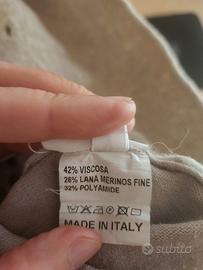 42% VISCOSA
26% LANA MERINOS FINE
32% POLYAMIDE
MADE IN ITALY
subito